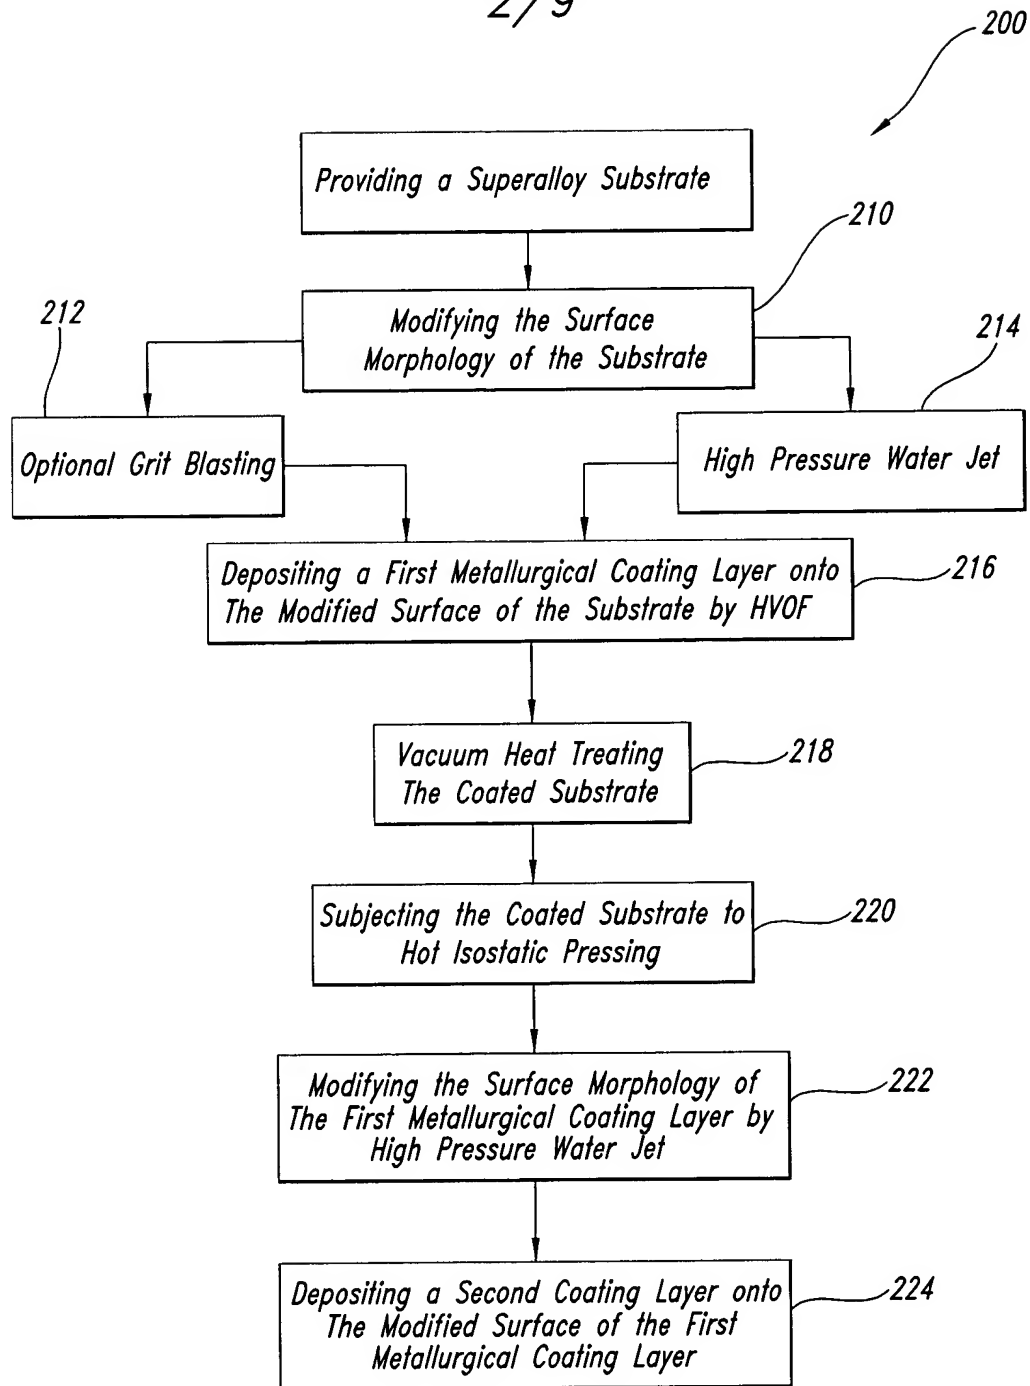 2/9
200
Providing a Superalloy Substrate
210
Modifying the Surface
Morphology of the Substrate
212
214
Optional Grit Blasting
High Pressure Water Jet
Depositing a First Metallurgical Coating Layer onto
The Modified Surface of the Substrate by HVOF
216
Vacuum Heat Treating
The Coated Substrate
218
Subjecting the Coated Substrate to
Hot Isostatic Pressing
220
Modifying the Surface Morphology of
The First Metallurgical Coating Layer by
High Pressure Water Jet
222
Depositing a Second Coating Layer onto
The Modified Surface of the First
Metallurgical Coating Layer
224